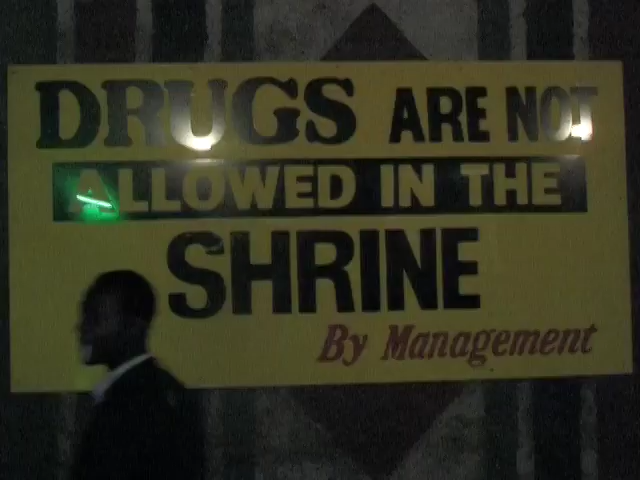 DRUGS ARE NOT
ALLOWED IN THE
SHRINE
By Management